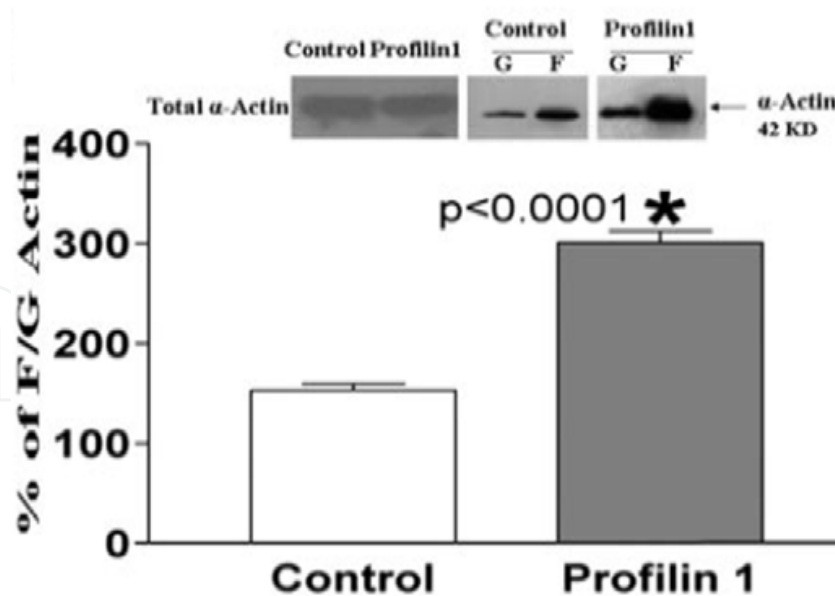 Control Profilin1
Control
Profilin1
G F
G F
Total α-Actin
α-Actin
42 KD
% of F/G Actin
400
300
200
100
0
p<0.0001 *
Control
Profilin 1